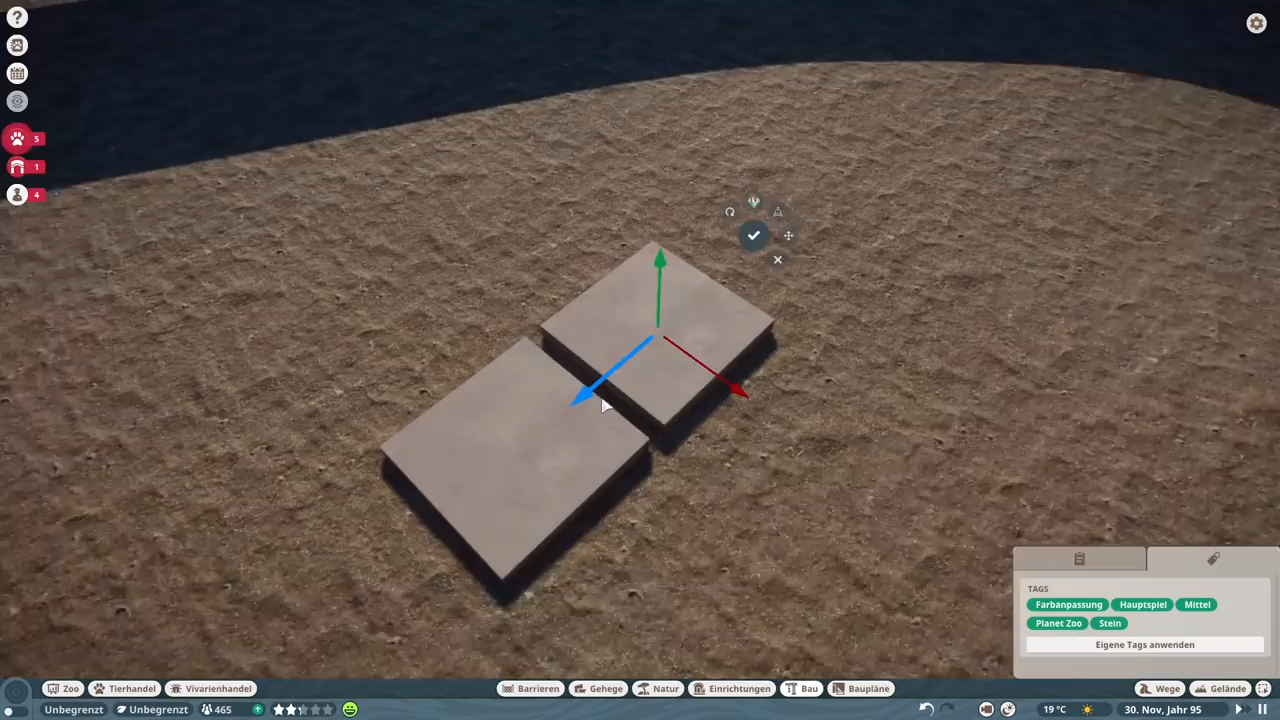 ?
5
1
4
TAGS
Farbanpassung Hauptspiel Mittel
Planet Zoo Stein
Eigene Tags anwenden
Zoo Tierhandel Vivarienhandel Barrieren Gehege Natur Einrichtungen Bau Baupläne Wege Gelände
Unbegrenzt Unbegrenzt 465 19 °C 30. Nov, Jahr 95